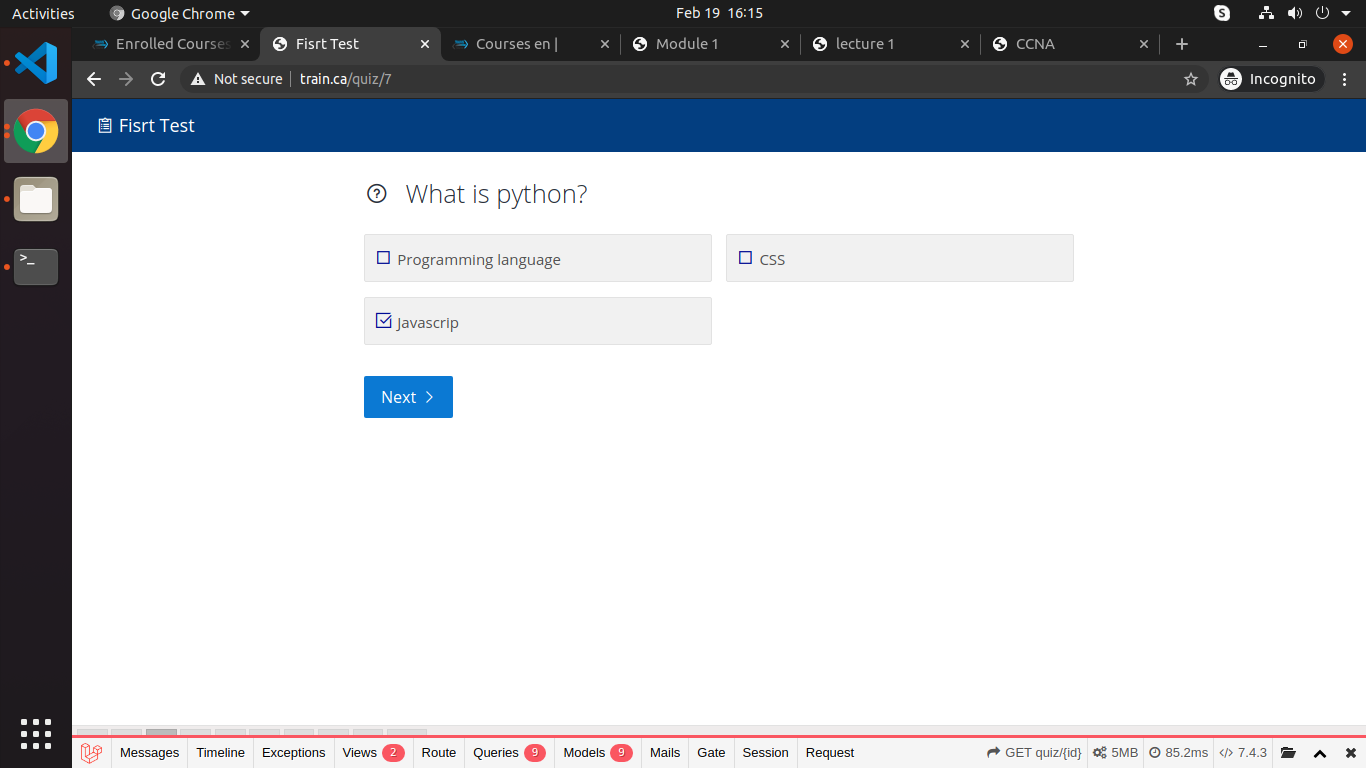 Activities Google Chrome Feb 19 16:15
Enrolled Courses Fisrt Test Courses en | Module 1 lecture 1 CCNA
Not secure train.ca/quiz/7 Incognito
Fisrt Test
What is python?
Programming language CSS
Javascrip
Next
Messages Timeline Exceptions Views 2 Route Queries 9 Models 9 Mails Gate Session Request GET quiz/{id} 5MB 85.2ms </> 7.4.3